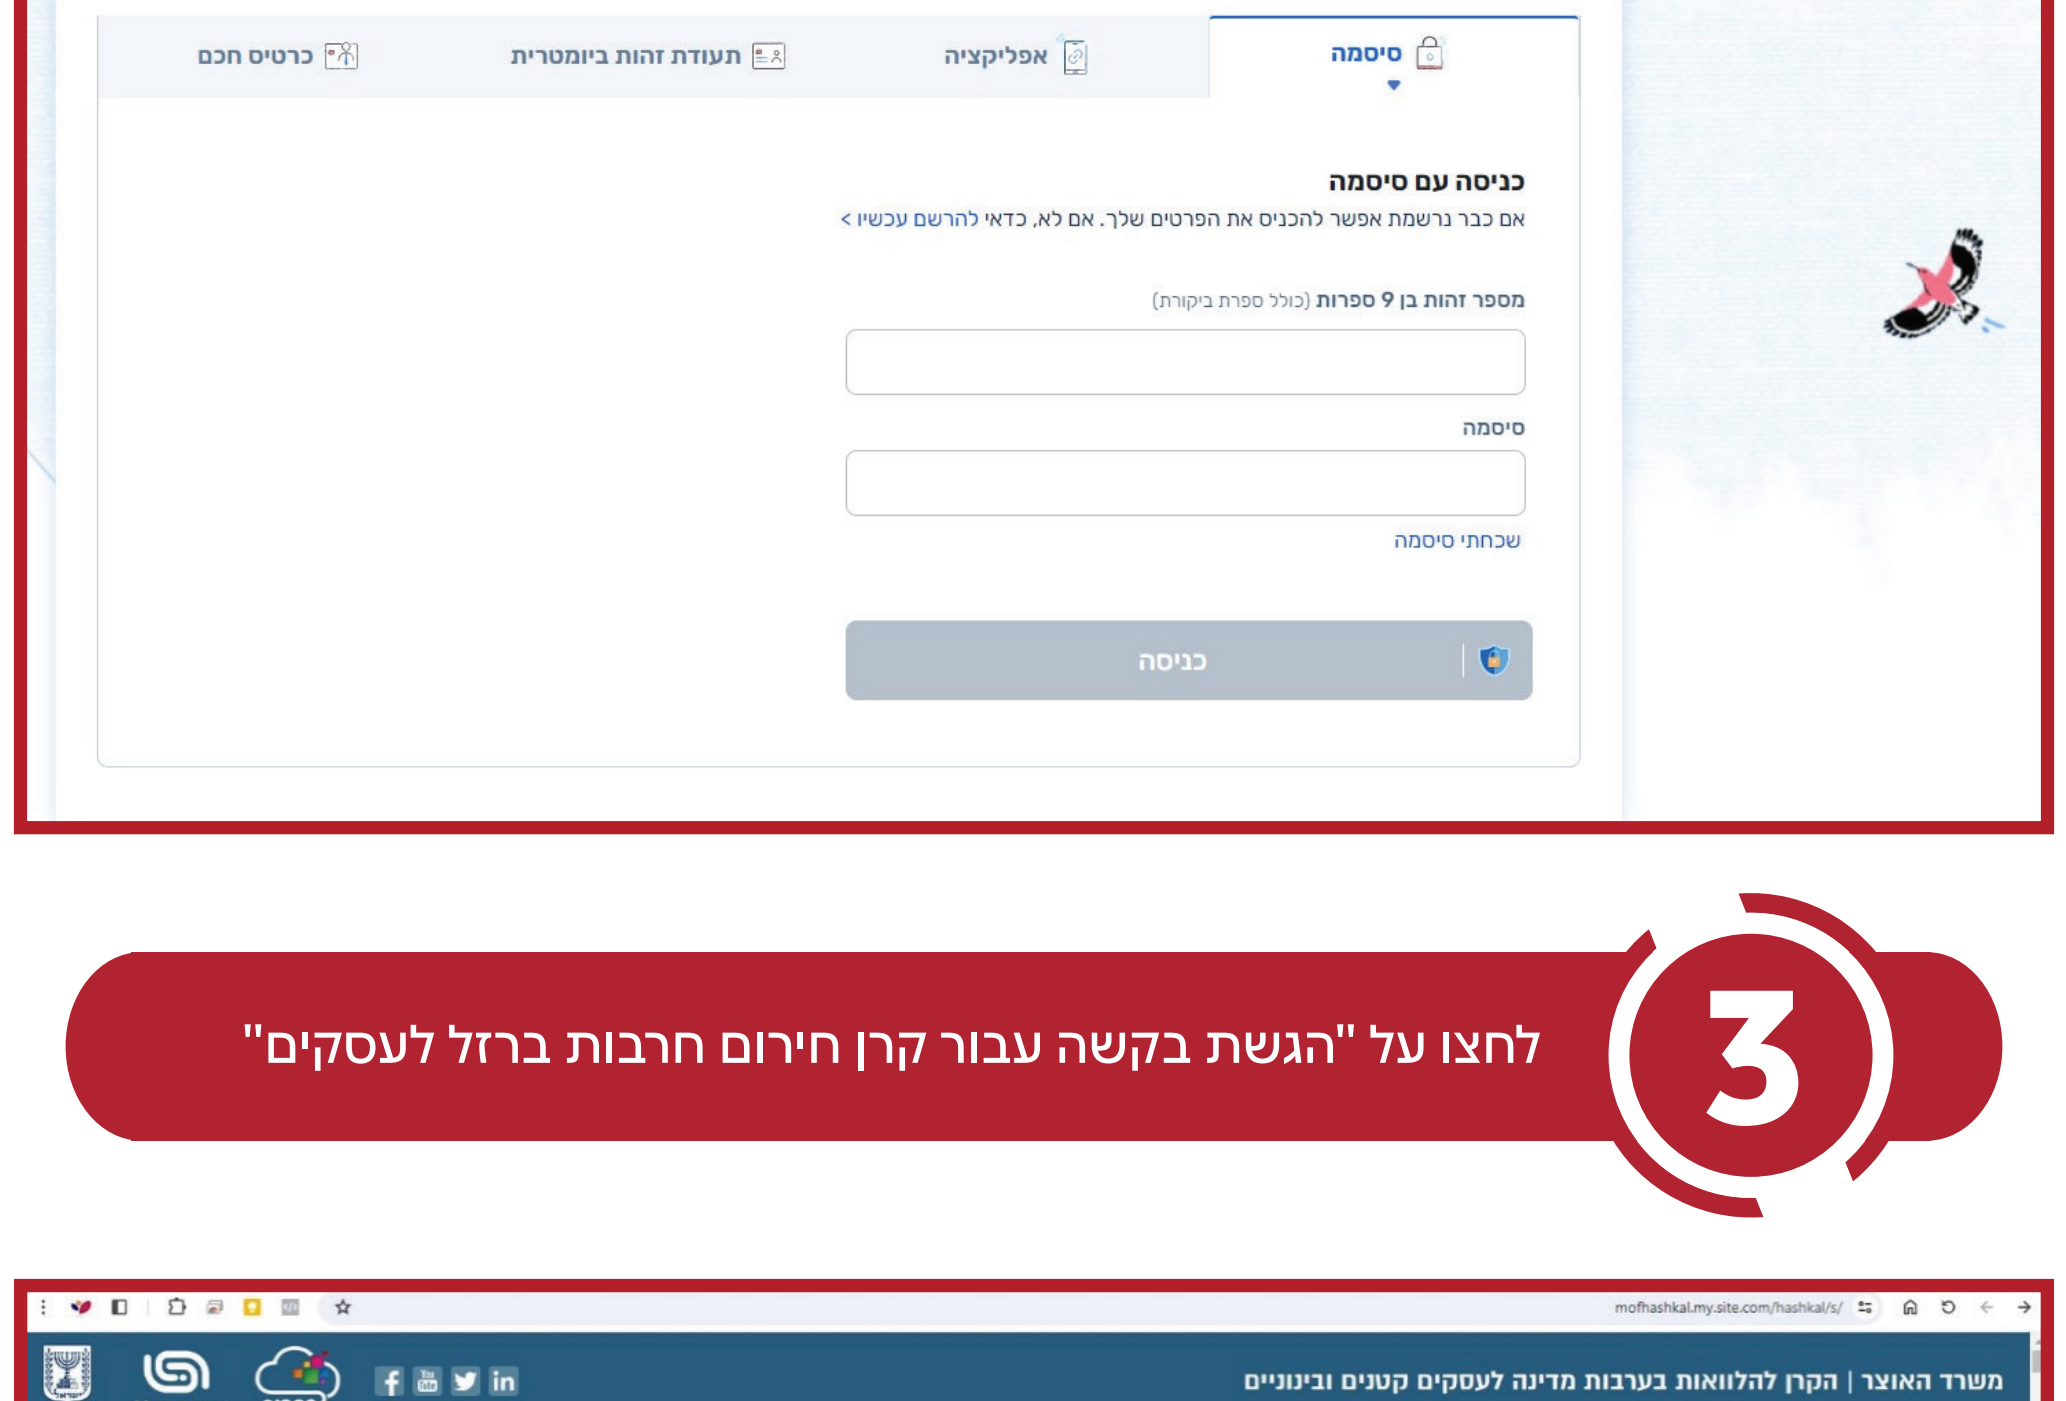 סיסמה
אפליקציה
תעודת זהות ביומטרית
כרטיס חכם
כניסה עם סיסמה
אם כבר נרשמת אפשר להכניס את הפרטים שלך. אם לא, כדאי להרשם עכשיו >
מספר זהות בן 9 ספרות (כולל ספרת ביקורת)
סיסמה
שכחתי סיסמה
כניסה
3
לחצו על "הגשת בקשה עבור קרן חירום חרבות ברזל לעסקים"
mofhashkal.my.site.com/hashkal/s/
משרד האוצר | הקרן להלוואות בערבות מדינה לעסקים קטנים ובינוניים